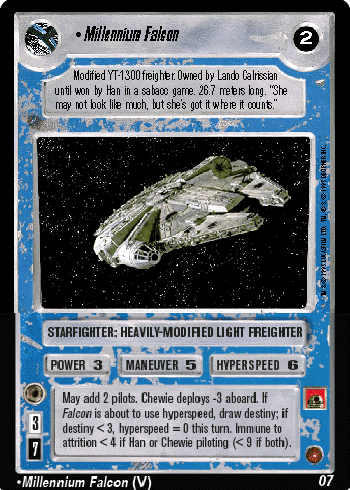 • Millennium Falcon
2
Modified YT-1300 freighter. Owned by Lando Calrissian
until won by Han in a sabacc game. 26.7 meters long. "She
may not look like much, but she's got it where it counts."
STARFIGHTER: HEAVILY-MODIFIED LIGHT FREIGHTER
POWER 3 MANEUVER 5 HYPERSPEED 6
May add 2 pilots. Chewie deploys -3 aboard. If
Falcon is about to use hyperspeed, draw destiny; if
destiny < 3, hyperspeed = 0 this turn. Immune to
attrition < 4 if Han or Chewie piloting (< 9 if both).
3
7
•Millennium Falcon (V) 07